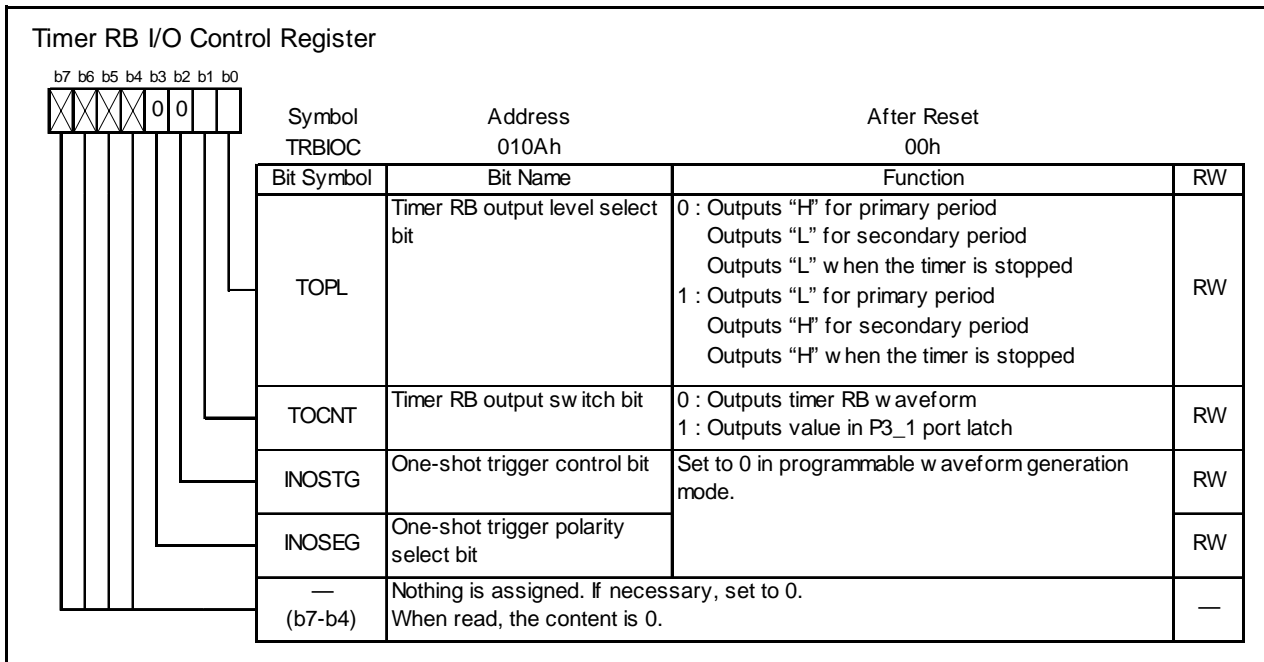 Timer RB I/O Control Register
b7 b6 b5 b4 b3 b2 b1 b0
0 0
Symbol Address After Reset
TRBIOC 010Ah 00h
Bit Symbol Bit Name Function RW
TOPL
Timer RB output level select
bit
0 : Outputs “H” for primary period
Outputs “L” for secondary period
Outputs “L” when the timer is stopped
1 : Outputs “L” for primary period
Outputs “H” for secondary period
Outputs “H” when the timer is stopped
RW
TOCNT
Timer RB output switch bit
0 : Outputs timer RB waveform
1 : Outputs value in P3_1 port latch
RW
INOSTG
One-shot trigger control bit
Set to 0 in programmable waveform generation
mode.
RW
INOSEG
One-shot trigger polarity
select bit
RW
—
(b7-b4)
Nothing is assigned. If necessary, set to 0.
When read, the content is 0.
—